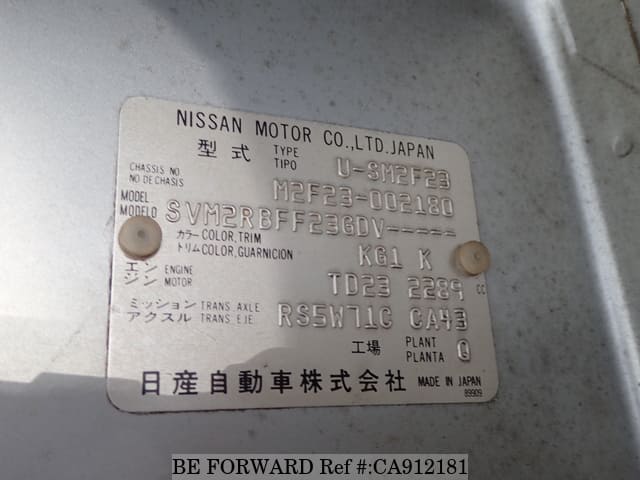 NISSAN MOTOR CO.,LTD.JAPAN
型式 TYPE TIPO U-SM2F23
CHASSIS NO
NO DE CHASIS M2F23-002180
MODEL
MODELO SVM2RBFF23GDV-----
カラー COLOR, TRIM
トリム COLOR, GUARNICION KG1 K
エンジン ENGINE MOTOR TD23 2289 CC
ミッション TRANS. AXLE
アクスル TRANS. EJE RS5W71C CA43
工場 PLANT PLANTA Q
日産自動車株式会社 MADE IN JAPAN
89909
BE FORWARD Ref #:CA912181